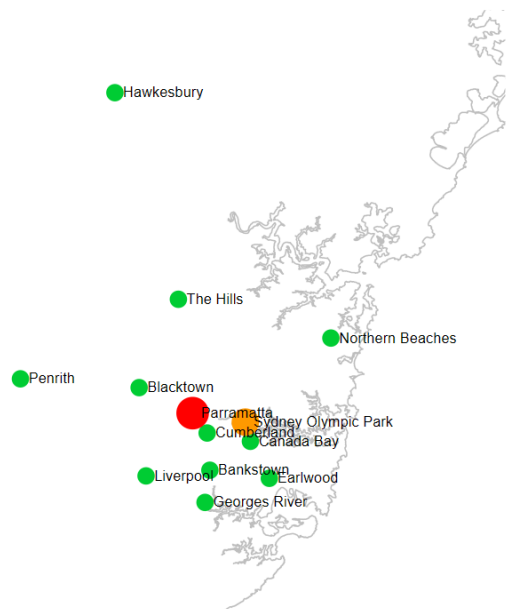 Hawkesbury
The Hills
Northern Beaches
Penrith
Blacktown
Parramatta
Sydney Olympic Park
Cumberland
Canada Bay
Bankstown
Liverpool
Earlwood
Georges River